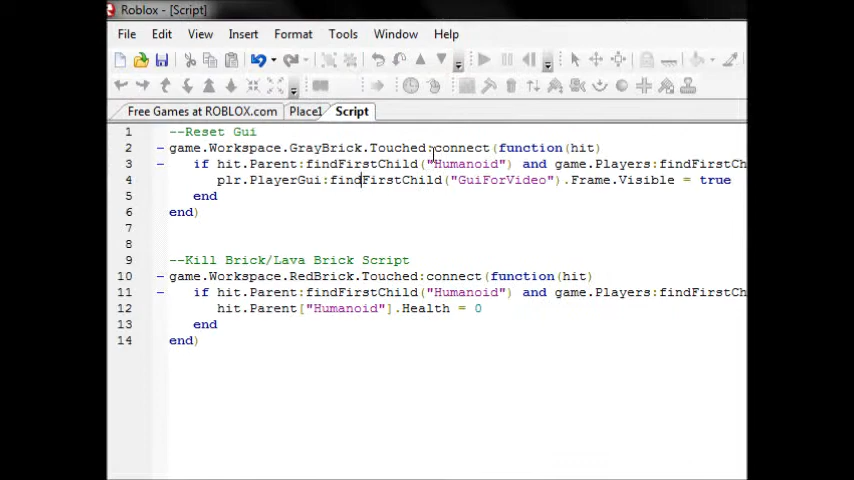 Roblox - [Script]
File Edit View Insert Format Tools Window Help
Free Games at ROBLOX.com Place1 Script
1 --Reset Gui
2 game.Workspace.GrayBrick.Touched:connect(function(hit)
3 if hit.Parent:findFirstChild("Humanoid") and game.Players:findFirstCh
4 plr.PlayerGui:findFirstChild("GuiForVideo").Frame.Visible = true
5 end
6 end)
7
8
9 --Kill Brick/Lava Brick Script
10 game.Workspace.RedBrick.Touched:connect(function(hit)
11 if hit.Parent:findFirstChild("Humanoid") and game.Players:findFirstCh
12 hit.Parent["Humanoid"].Health = 0
13 end
14 end)